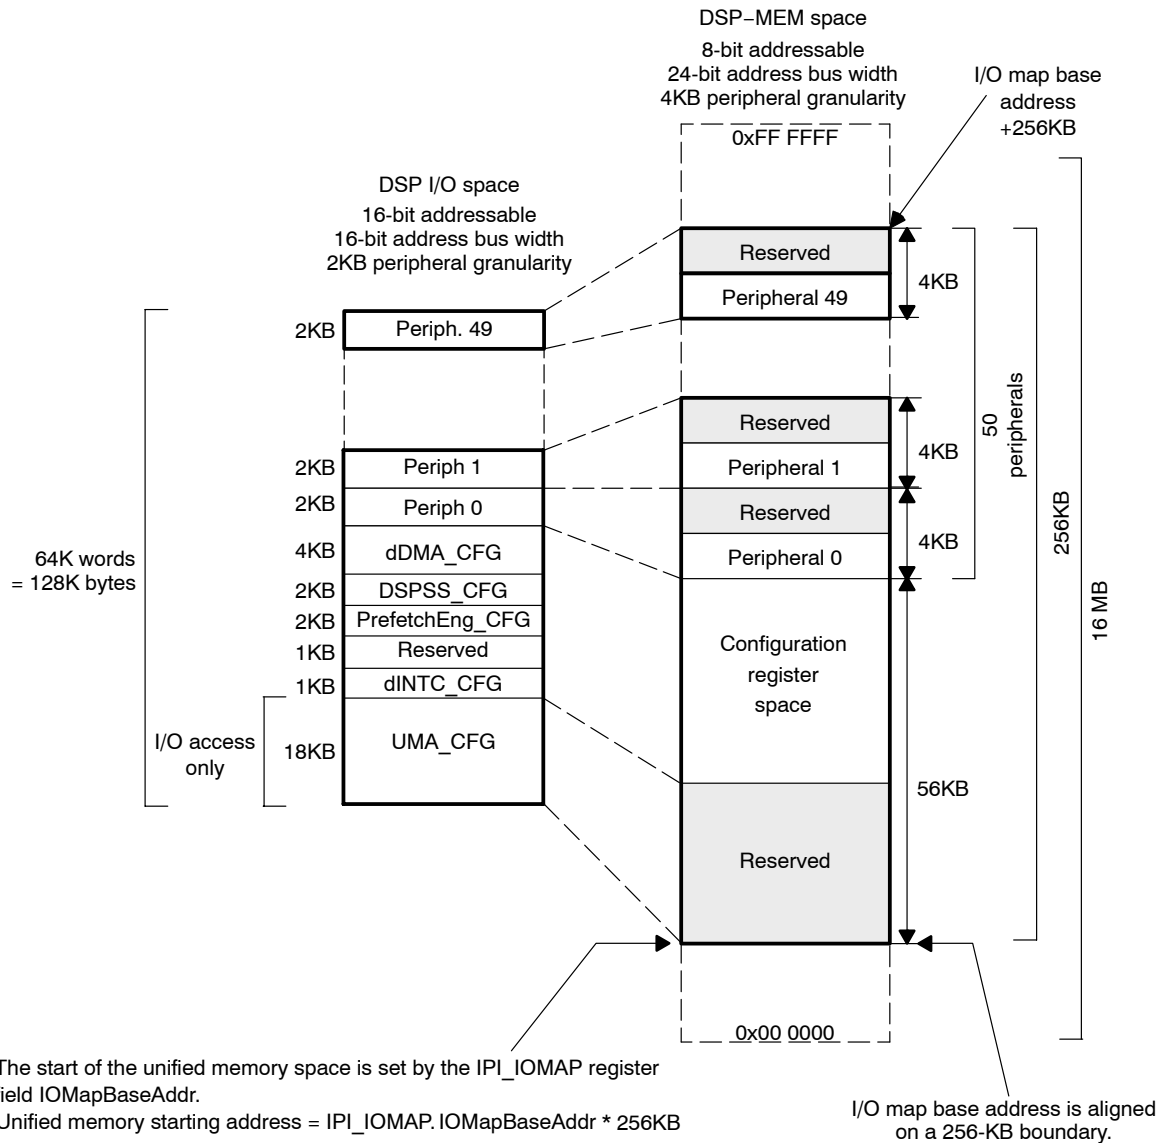 DSP−MEM space
8-bit addressable
24-bit address bus width
4KB peripheral granularity
I/O map base
address
+256KB
0xFF FFFF
DSP I/O space
16-bit addressable
16-bit address bus width
2KB peripheral granularity
Reserved
4KB
Peripheral 49
2KB
Periph. 49
50
peripherals
256KB
16 MB
Reserved
4KB
Peripheral 1
2KB
Periph 1
2KB
Periph 0
Reserved
4KB
Peripheral 0
64K words
= 128K bytes
4KB
dDMA_CFG
2KB
DSPSS_CFG
2KB
PrefetchEng_CFG
1KB
Reserved
1KB
dINTC_CFG
Configuration
register
space
I/O access
only
18KB
UMA_CFG
56KB
Reserved
0x00 0000
The start of the unified memory space is set by the IPI_IOMAP register
field IOMapBaseAddr.
Unified memory starting address = IPI_IOMAP. IOMapBaseAddr * 256KB
I/O map base address is aligned
on a 256-KB boundary.